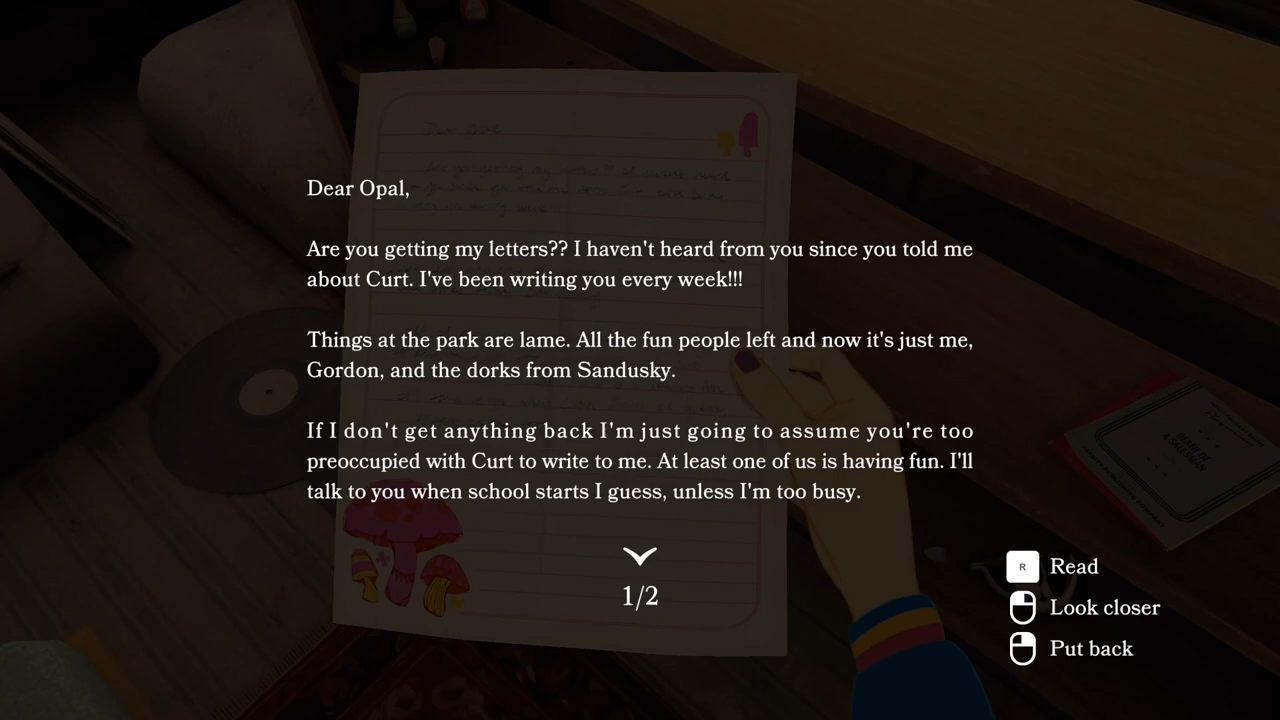 Dear Opal,
Are you getting my letters?? I haven't heard from you since you told me
about Curt. I've been writing you every week!!!
Things at the park are lame. All the fun people left and now it's just me,
Gordon, and the dorks from Sandusky.
If I don't get anything back I'm just going to assume you're too
preoccupied with Curt to write to me. At least one of us is having fun. I'll
talk to you when school starts I guess, unless I'm too busy.
1/2
R Read
Look closer
Put back
READY BE
A SALESMAN